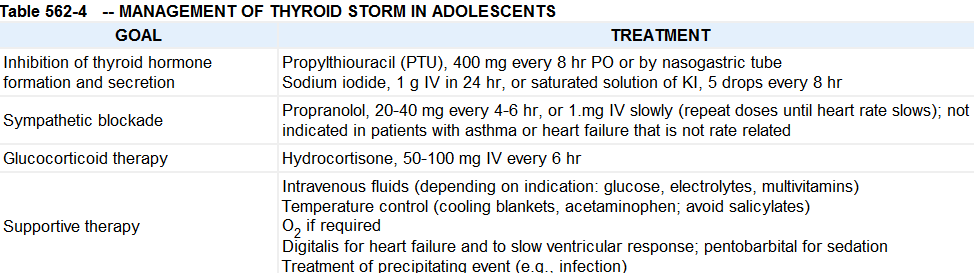 Table 562-4 -- MANAGEMENT OF THYROID STORM IN ADOLESCENTS
GOAL TREATMENT
Inhibition of thyroid hormone formation and secretion
Propylthiouracil (PTU), 400 mg every 8 hr PO or by nasogastric tube
Sodium iodide, 1 g IV in 24 hr, or saturated solution of KI, 5 drops every 8 hr
Sympathetic blockade
Propranolol, 20-40 mg every 4-6 hr, or 1.mg IV slowly (repeat doses until heart rate slows); not
indicated in patients with asthma or heart failure that is not rate related
Glucocorticoid therapy
Hydrocortisone, 50-100 mg IV every 6 hr
Supportive therapy
Intravenous fluids (depending on indication: glucose, electrolytes, multivitamins)
Temperature control (cooling blankets, acetaminophen; avoid salicylates)
O2 if required
Digitalis for heart failure and to slow ventricular response; pentobarbital for sedation
Treatment of precipitating event (e.g., infection)